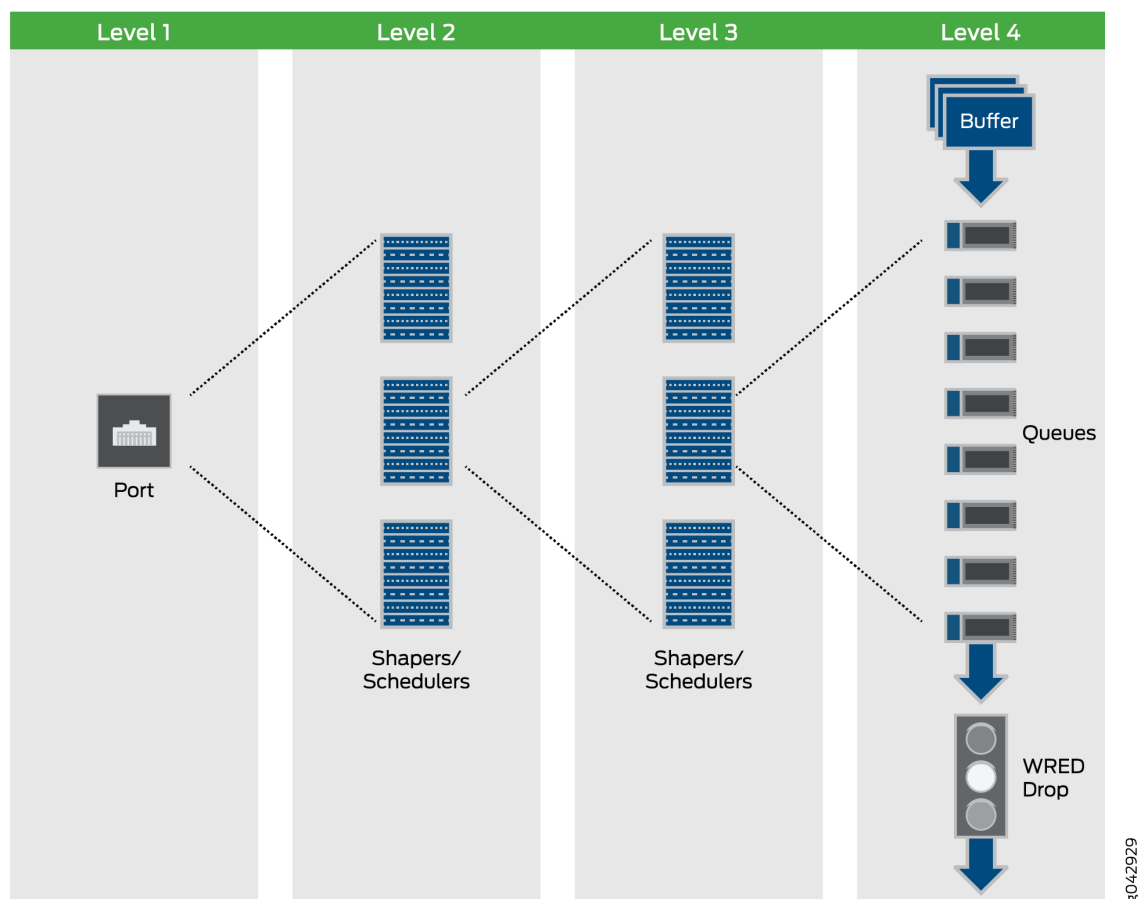 Level 1
Level 2
Level 3
Level 4
Buffer
Queues
Port
Shapers/
Schedulers
Shapers/
Schedulers
WRED
Drop
g042929